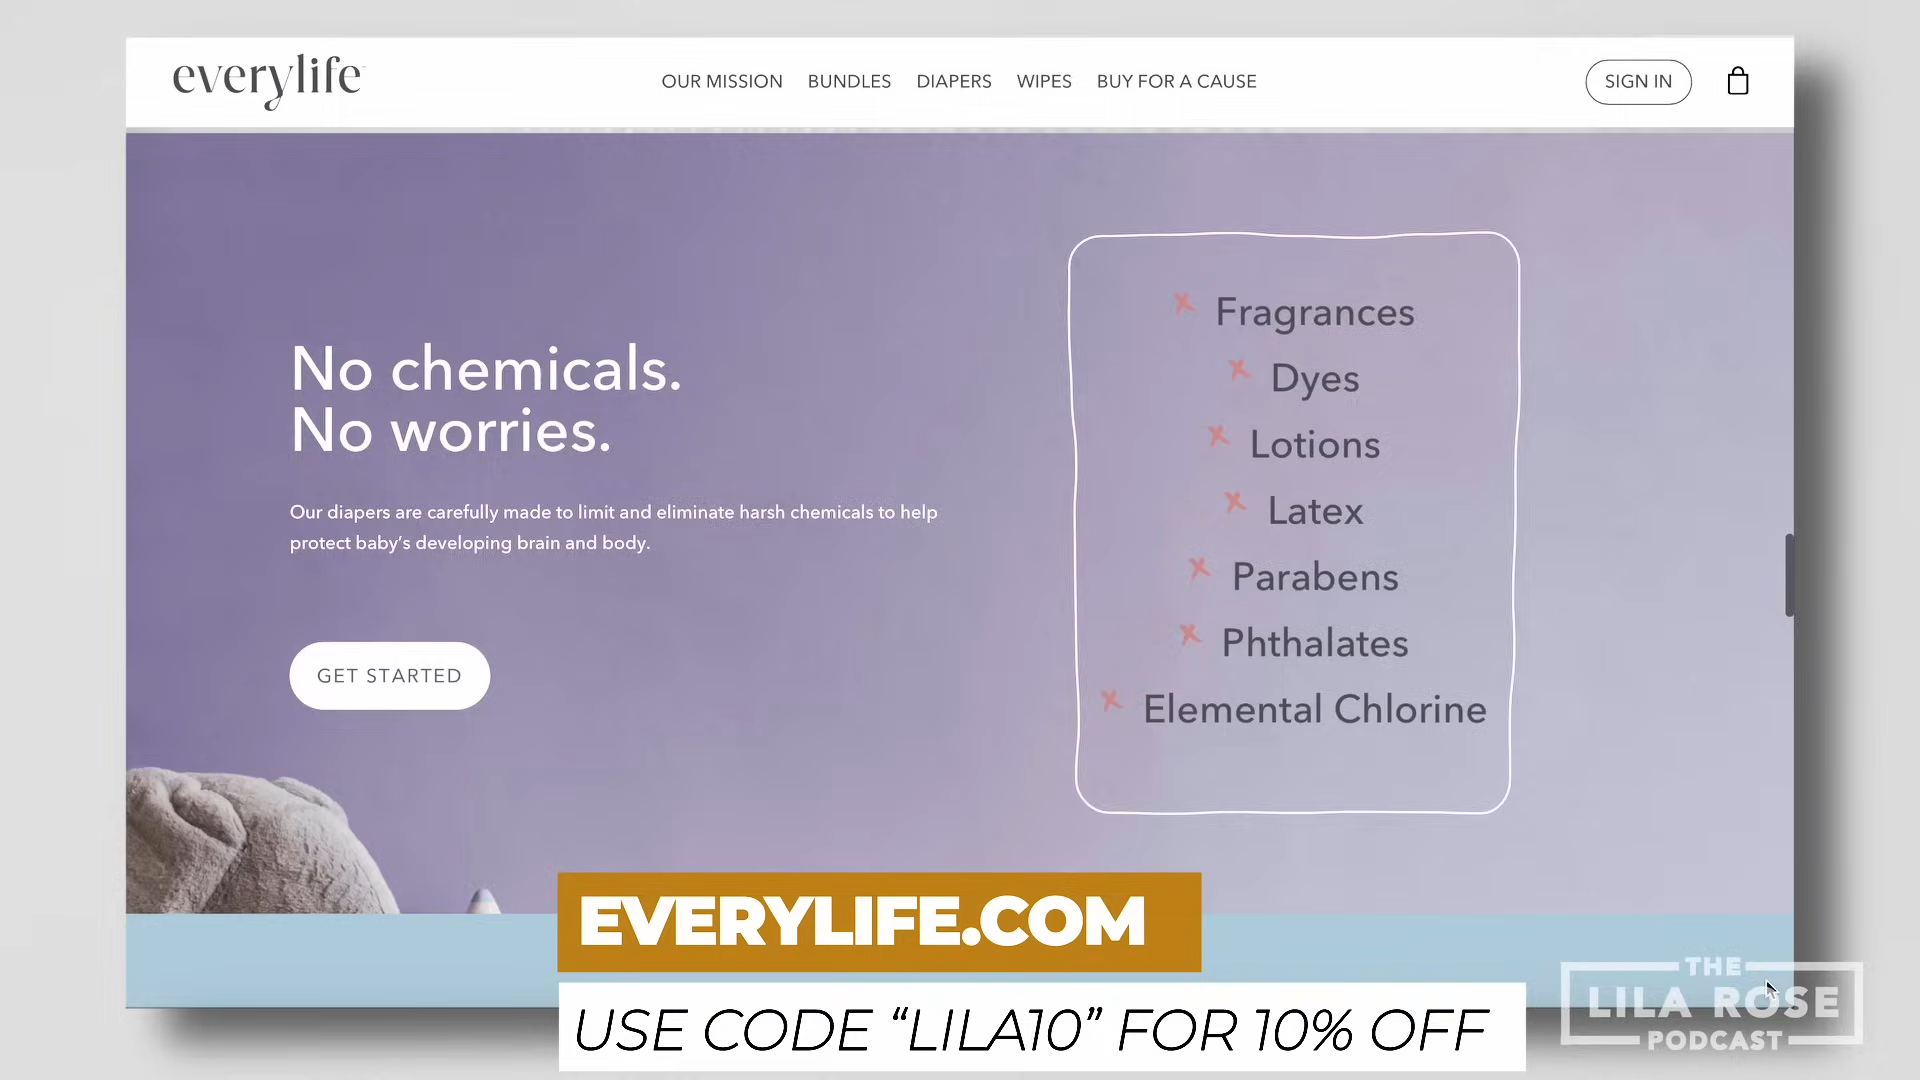 everylife
OUR MISSION BUNDLES DIAPERS WIPES BUY FOR A CAUSE
SIGN IN
No chemicals.
No worries.
Our diapers are carefully made to limit and eliminate harsh chemicals to help
protect baby’s developing brain and body.
GET STARTED
Fragrances
Dyes
Lotions
Latex
Parabens
Phthalates
Elemental Chlorine
EVERYLIFE.COM
USE CODE “LILA10” FOR 10% OFF
THE
LILA ROSE
PODCAST